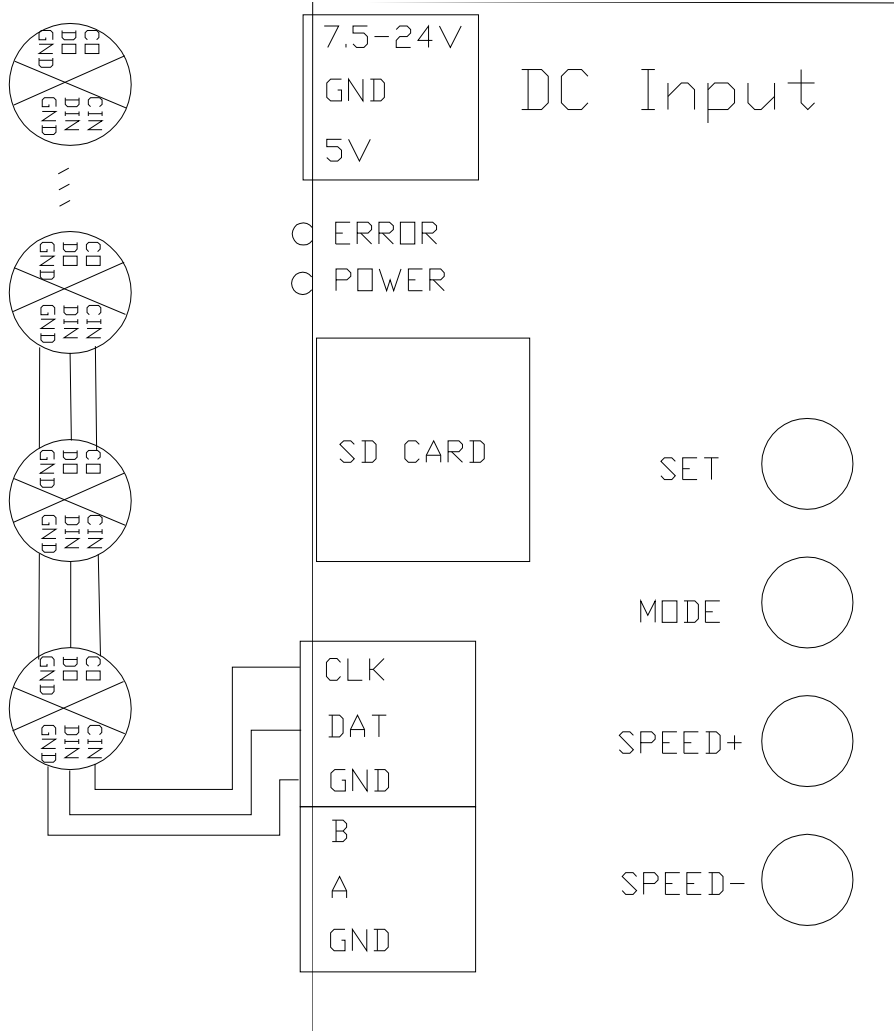 GND DO CO
GND DIN CIN
GND DO CO
GND DIN CIN
GND DO CO
GND DIN CIN
GND DO CO
GND DIN CIN
7.5-24V
GND
5V
DC Input
ERROR
POWER
SD CARD
CLK
DAT
GND
B
A
GND
SET
MODE
SPEED+
SPEED-